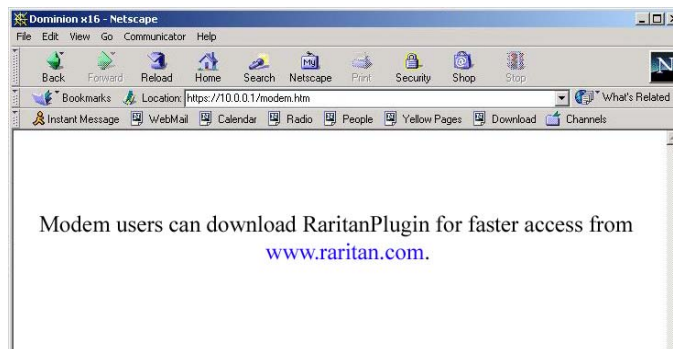 Dominion x16 - Netscape
File Edit View Go Communicator Help
Back Forward Reload Home Search Netscape Print Security Shop Stop
Bookmarks Location: https://10.0.0.1/modem.htm What's Related
Instant Message WebMail Calendar Radio People Yellow Pages Download Channels
Modem users can download RaritanPlugin for faster access from
www.raritan.com.